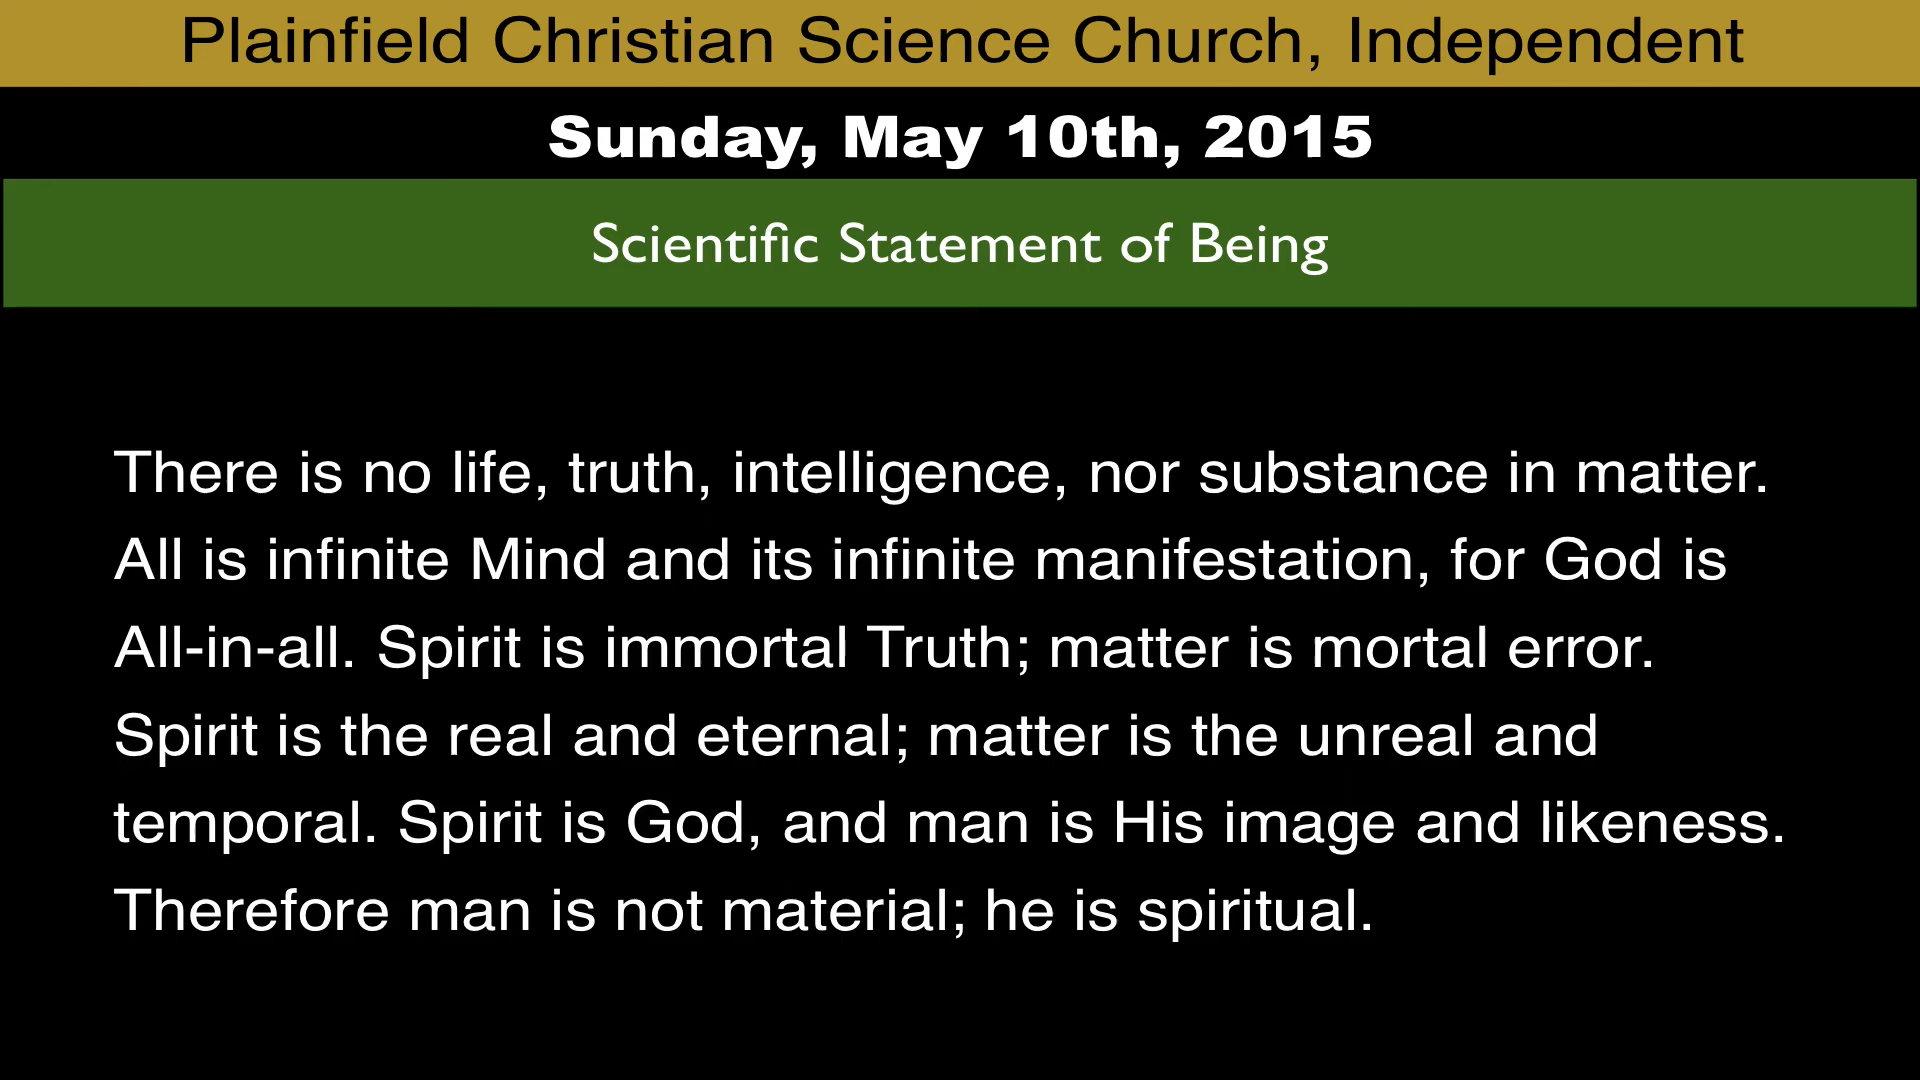 Plainfield Christian Science Church, Independent
Sunday, May 10th, 2015
Scientific Statement of Being
There is no life, truth, intelligence, nor substance in matter.
All is infinite Mind and its infinite manifestation, for God is
All-in-all. Spirit is immortal Truth; matter is mortal error.
Spirit is the real and eternal; matter is the unreal and
temporal. Spirit is God, and man is His image and likeness.
Therefore man is not material; he is spiritual.